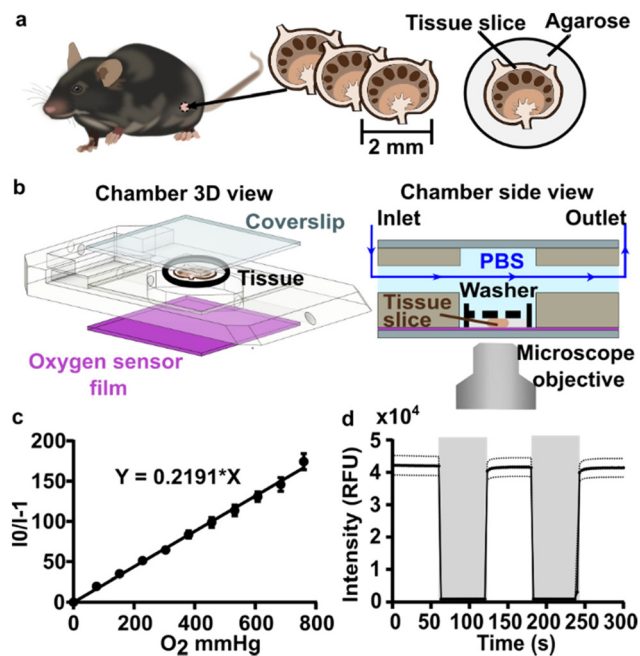 a
Tissue slice
Agarose
2 mm
b
Chamber 3D view
Coverslip
Tissue
Oxygen sensor
film
Chamber side view
Inlet
Outlet
PBS
Washer
Tissue
slice
Microscope
objective
c
200
150
100
50
0
I0/I-1
Y = 0.2191*X
0 200 400 600 800
O₂ mmHg
d
x10⁴
5
4
3
2
1
0
Intensity (RFU)
0 50 100 150 200 250 300
Time (s)